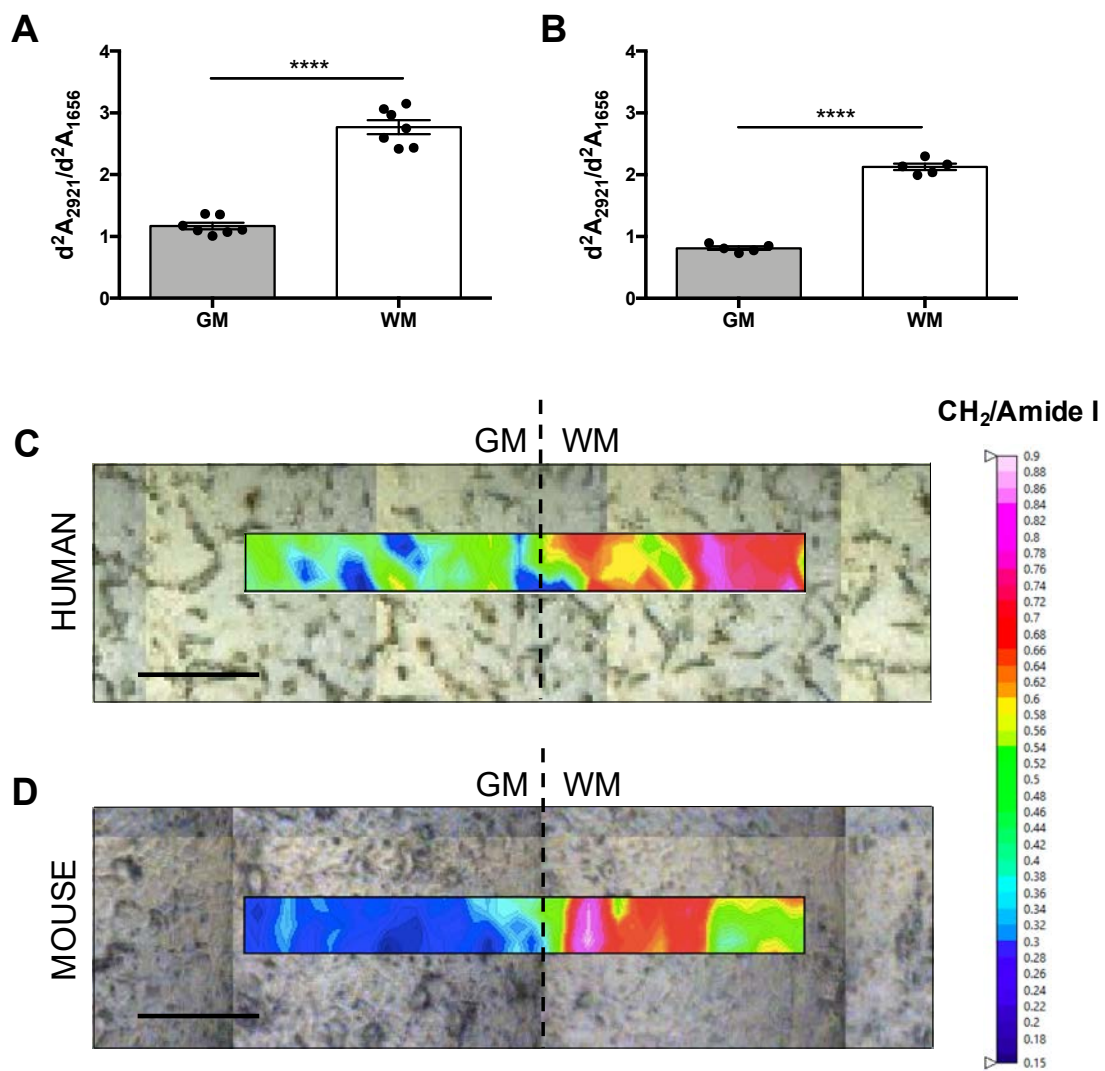 A
B
4
3
2
1
0
d²A₂₉₂₁/d²A₁₆₅₆
****
GM
WM
4
3
2
1
0
d²A₂₉₂₁/d²A₁₆₅₆
****
GM
WM
CH₂/Amide I
C
GM
WM
HUMAN
D
GM
WM
MOUSE
0.9
0.88
0.86
0.84
0.82
0.8
0.78
0.76
0.74
0.72
0.7
0.68
0.66
0.64
0.62
0.6
0.58
0.56
0.54
0.52
0.5
0.48
0.46
0.44
0.42
0.4
0.38
0.36
0.34
0.32
0.3
0.28
0.26
0.24
0.22
0.2
0.18
0.15